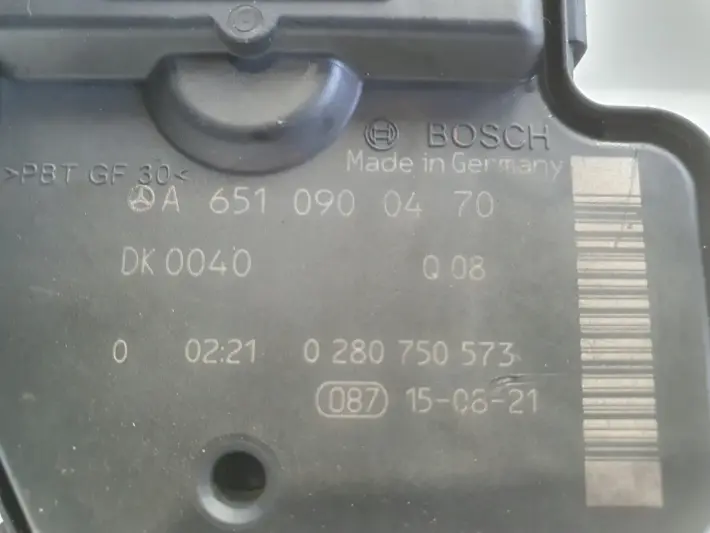 BOSCH
Made in Germany
>PBT GF 30<
A 651 090 04 70
DK 0040 Q 08
0 02:21 0 280 750 573
087 15-08-21